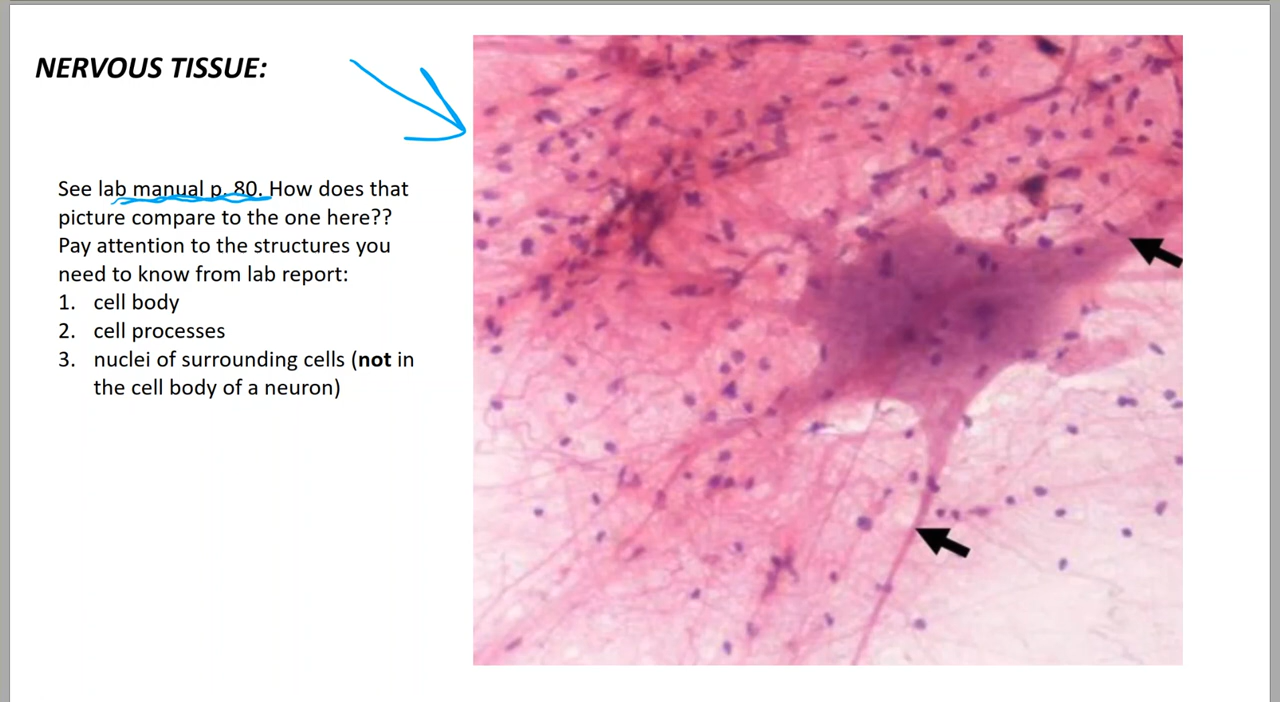 NERVOUS TISSUE:
See lab manual p. 80. How does that
picture compare to the one here??
Pay attention to the structures you
need to know from lab report:
1. cell body
2. cell processes
3. nuclei of surrounding cells (not in
the cell body of a neuron)